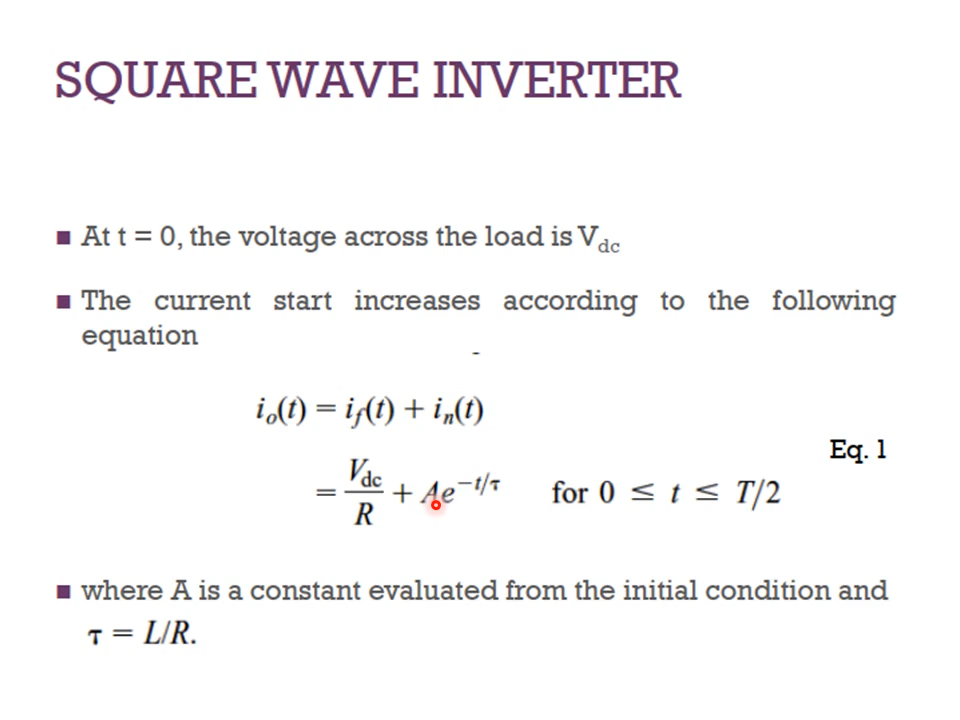 SQUARE WAVE INVERTER
■ At t = 0, the voltage across the load is V_dc
■ The current start increases according to the following
equation
i_o(t) = i_f(t) + i_n(t)
Eq. 1
= V_dc/R + Ae^{−t/τ} for 0 ≤ t ≤ T/2
■ where A is a constant evaluated from the initial condition and
τ = L/R.